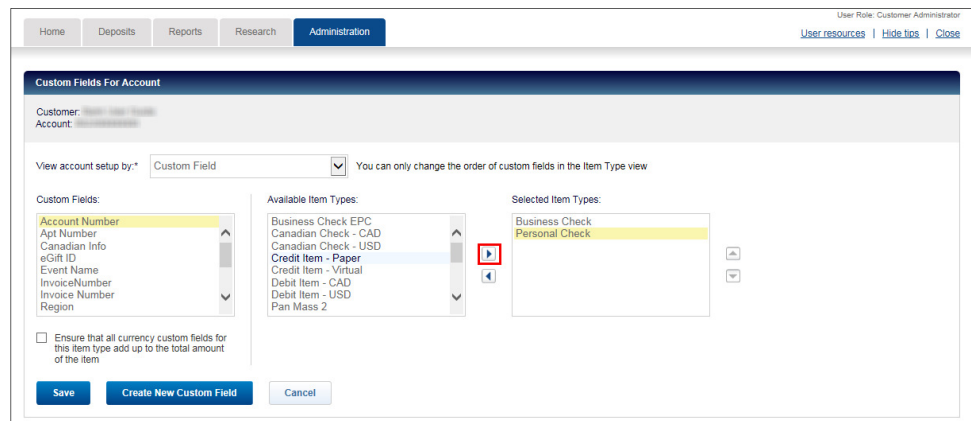 User Role: Customer Administrator
Home Deposits Reports Research Administration
User resources | Hide tips | Close
Custom Fields For Account
Customer:
Account:
View account setup by:* Custom Field You can only change the order of custom fields in the Item Type view
Custom Fields:
Account Number
Apt Number
Canadian Info
eGift ID
Event Name
InvoiceNumber
Invoice Number
Region
Ensure that all currency custom fields for
this item type add up to the total amount
of the item
Available Item Types:
Business Check EPC
Canadian Check - CAD
Canadian Check - USD
Credit Item - Paper
Credit Item - Virtual
Debit Item - CAD
Debit Item - USD
Pan Mass 2
Selected Item Types:
Business Check
Personal Check
Save Create New Custom Field Cancel